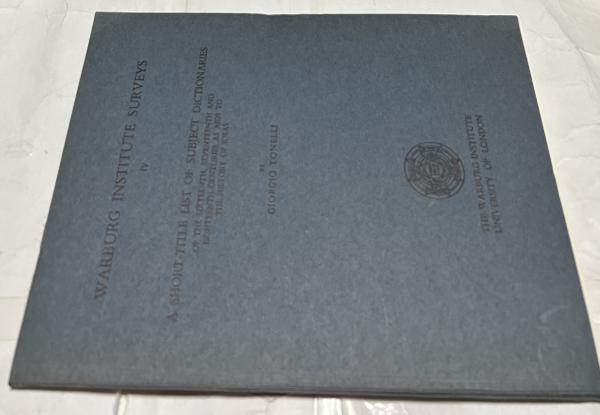 WARBURG INSTITUTE SURVEYS
IV
A SHORT-TITLE LIST OF SUBJECT DICTIONARIES
OF THE SIXTEENTH, SEVENTEENTH AND
EIGHTEENTH CENTURIES AS AIDS TO
THE HISTORY OF IDEAS
BY
GIORGIO TONELLI
THE WARBURG INSTITUTE
UNIVERSITY OF LONDON